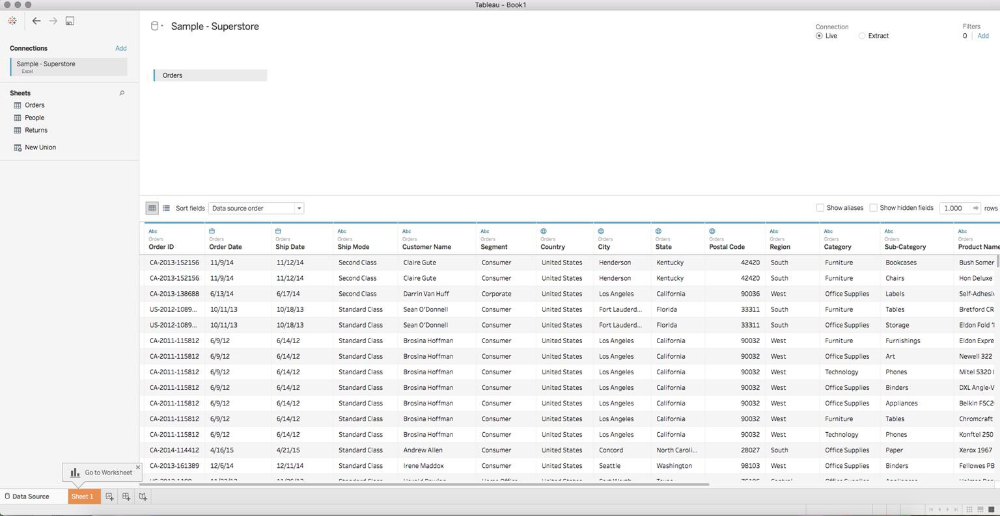 Tableau - Book1
Sample - Superstore
Connection
Live Extract
Filters
0 Add
Connections Add
Sample - Superstore
Excel
Orders
Sheets
Orders
People
Returns
New Union
Sort fields Data source order Show aliases Show hidden fields 1,000 rows
Abc Abc Abc Abc Abc Abc Abc Abc
Orders Orders Orders Orders Orders Orders Orders Orders Orders Orders Orders Orders Orders Orders
Order ID Order Date Ship Date Ship Mode Customer Name Segment Country City State Postal Code Region Category Sub-Category Product Name
CA-2013-152156 11/9/14 11/12/14 Second Class Claire Gute Consumer United States Henderson Kentucky 42420 South Furniture Bookcases Bush Somer
CA-2013-152156 11/9/14 11/12/14 Second Class Claire Gute Consumer United States Henderson Kentucky 42420 South Furniture Chairs Hon Deluxe
CA-2013-138688 6/13/14 6/17/14 Second Class Darrin Van Huff Corporate United States Los Angeles California 90036 West Office Supplies Labels Self-Adhesiv
US-2012-1089... 10/11/13 10/18/13 Standard Class Sean O'Donnell Consumer United States Fort Lauderd... Florida 33311 South Furniture Tables Bretford CR
US-2012-1089... 10/11/13 10/18/13 Standard Class Sean O'Donnell Consumer United States Fort Lauderd... Florida 33311 South Office Supplies Storage Eldon Fold '
CA-2011-115812 6/9/12 6/14/12 Standard Class Brosina Hoffman Consumer United States Los Angeles California 90032 West Furniture Furnishings Eldon Expre
CA-2011-115812 6/9/12 6/14/12 Standard Class Brosina Hoffman Consumer United States Los Angeles California 90032 West Office Supplies Art Newell 322
CA-2011-115812 6/9/12 6/14/12 Standard Class Brosina Hoffman Consumer United States Los Angeles California 90032 West Technology Phones Mitel 5320 I
CA-2011-115812 6/9/12 6/14/12 Standard Class Brosina Hoffman Consumer United States Los Angeles California 90032 West Office Supplies Binders DXL Angle-V
CA-2011-115812 6/9/12 6/14/12 Standard Class Brosina Hoffman Consumer United States Los Angeles California 90032 West Office Supplies Appliances Belkin F5C2
CA-2011-115812 6/9/12 6/14/12 Standard Class Brosina Hoffman Consumer United States Los Angeles California 90032 West Furniture Tables Chromcraft
CA-2011-115812 6/9/12 6/14/12 Standard Class Brosina Hoffman Consumer United States Los Angeles California 90032 West Technology Phones Konftel 250
CA-2014-114412 4/16/15 4/21/15 Standard Class Andrew Allen Consumer United States Concord North Caroli... 28027 South Office Supplies Paper Xerox 1967
CA-2013-161389 12/6/14 12/11/14 Standard Class Irene Maddox Consumer United States Seattle Washington 98103 West Office Supplies Binders Fellowes PB
Go to Worksheet
Data Source Sheet 1